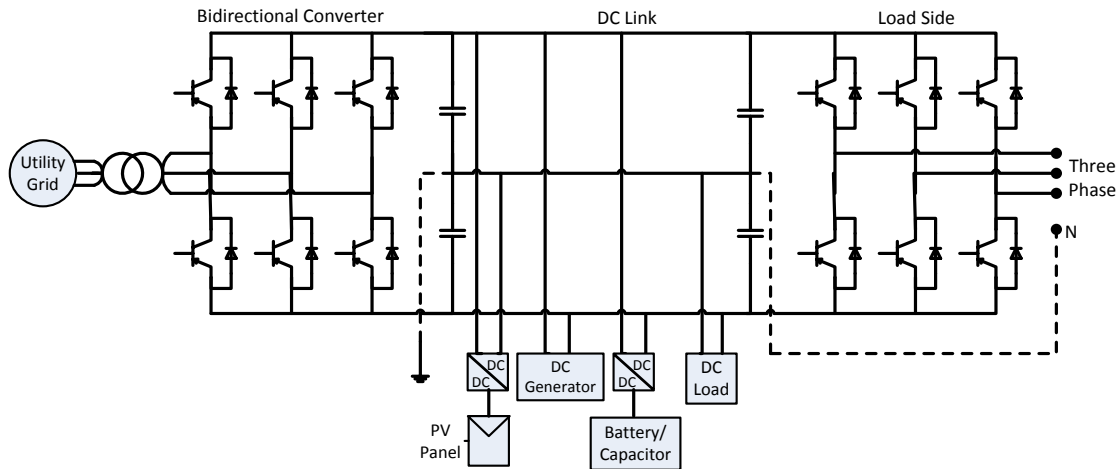 Bidirectional Converter
DC Link
Load Side
Utility
Grid
Three
Phase
N
DC
DC
DC
Generator
DC
DC
DC
Load
PV
Panel
Battery/
Capacitor